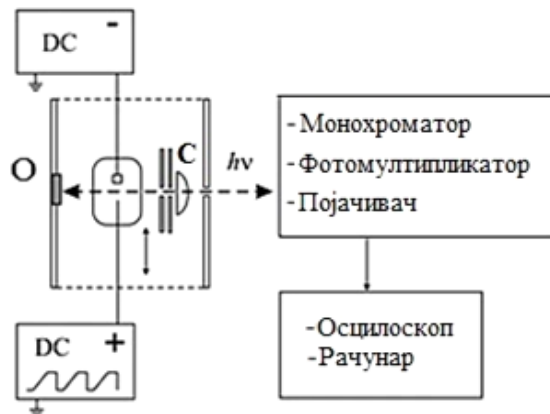 DC -
O
C
hν
DC +
-Монохроматор
-Фотомултипликатор
-Појачивач
-Осцилоскоп
-Рачунар